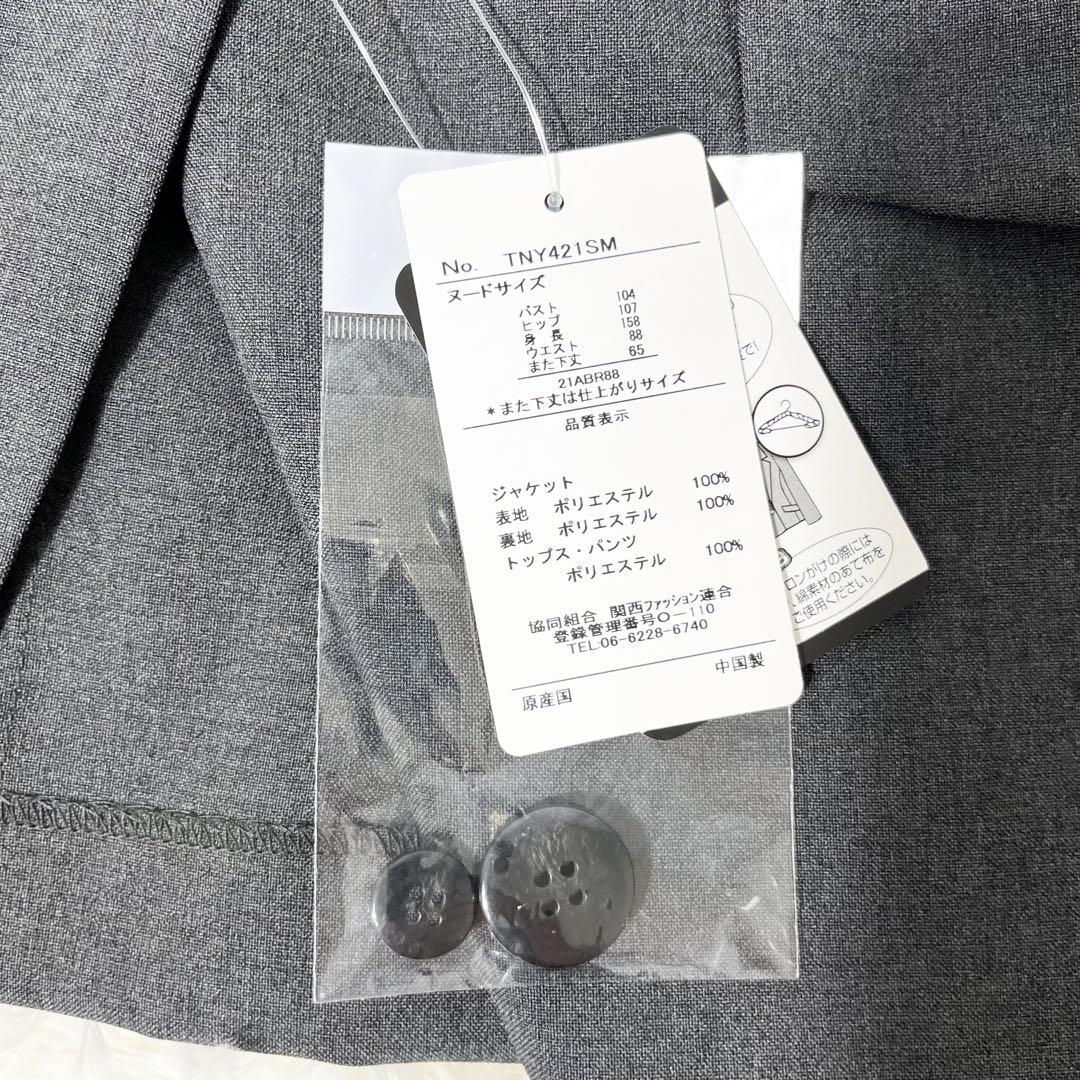 No. TNY421SM
ヌードサイズ
バスト 104
ヒップ 107
身長 158
ウエスト 88
また下丈 65
21ABR88
*また下丈は仕上がりサイズ
品質表示
ジャケット
表地 ポリエステル 100%
裏地 ポリエステル 100%
トップス・パンツ
ポリエステル 100%
協同組合 関西ファッション連合
登録管理番号O-110
TEL:06-6228-6740
原産国 中国製
で!
ロンがけの際には
、綿素材のあて布を
ご使用ください。